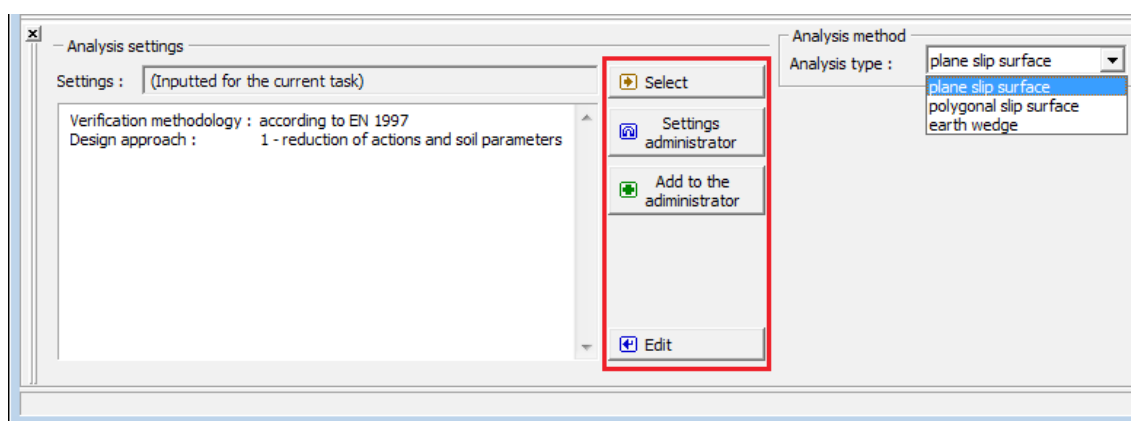 Analysis settings
Settings : (Inputted for the current task)
Verification methodology : according to EN 1997
Design approach : 1 - reduction of actions and soil parameters
Select
Settings
administrator
Add to the
adiministrator
Edit
Analysis method
Analysis type : plane slip surface
plane slip surface
polygonal slip surface
earth wedge